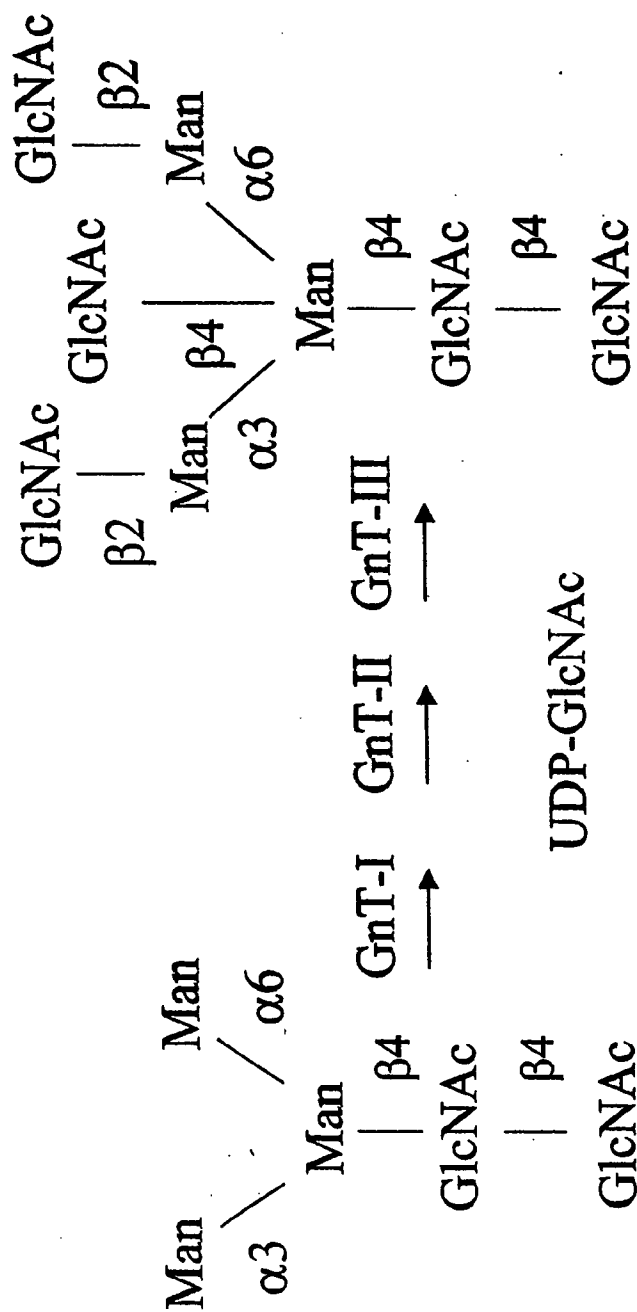 GlcNAc GlcNAc
β2 GlcNAc β2
Man Man Man β4 Man
α3 α6 α3 α6
Man Man
β4 GnT-I GnT-II GnT-III β4
GlcNAc GlcNAc
β4 β4
GlcNAc UDP-GlcNAc GlcNAc